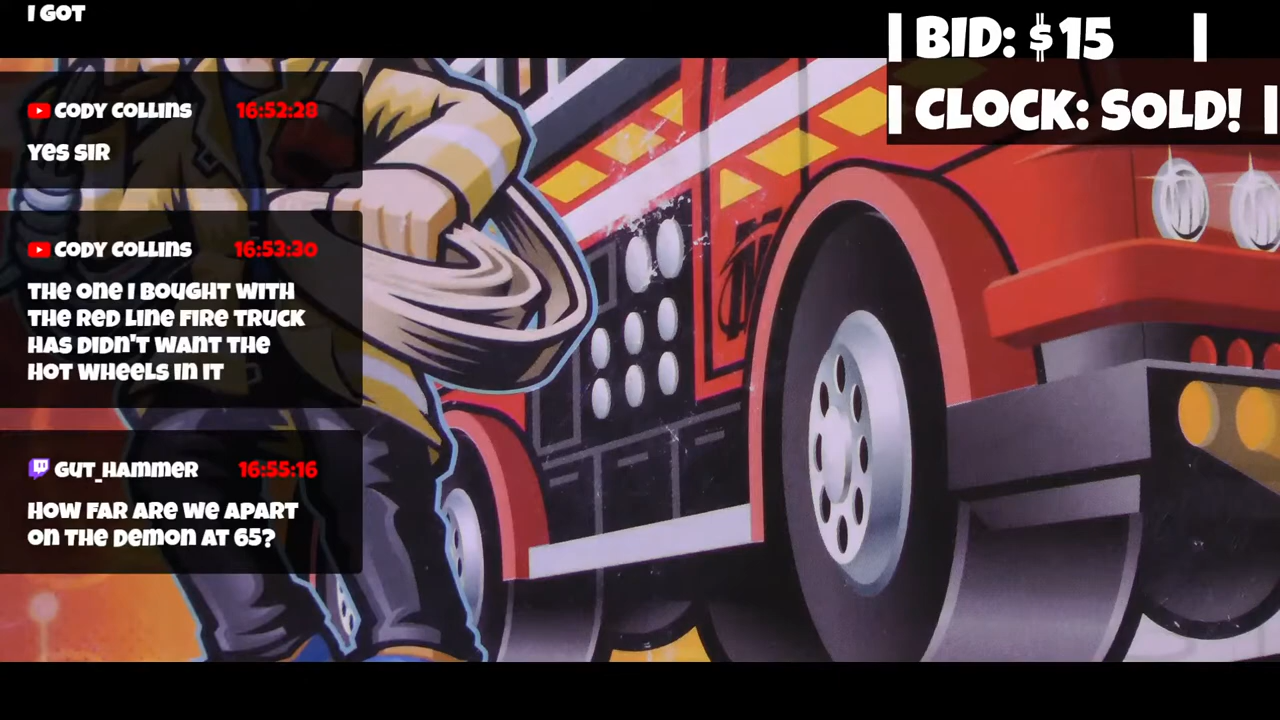 I GOT
| BID: $15 |
| CLOCK: SOLD! |
CODY COLLINS 16:52:28
YES SIR
CODY COLLINS 16:53:30
THE ONE I BOUGHT WITH
THE RED LINE FIRE TRUCK
HAS DIDN'T WANT THE
HOT WHEELS IN IT
GUT_HAMMER 16:55:16
HOW FAR ARE WE APART
ON THE DEMON AT 65?